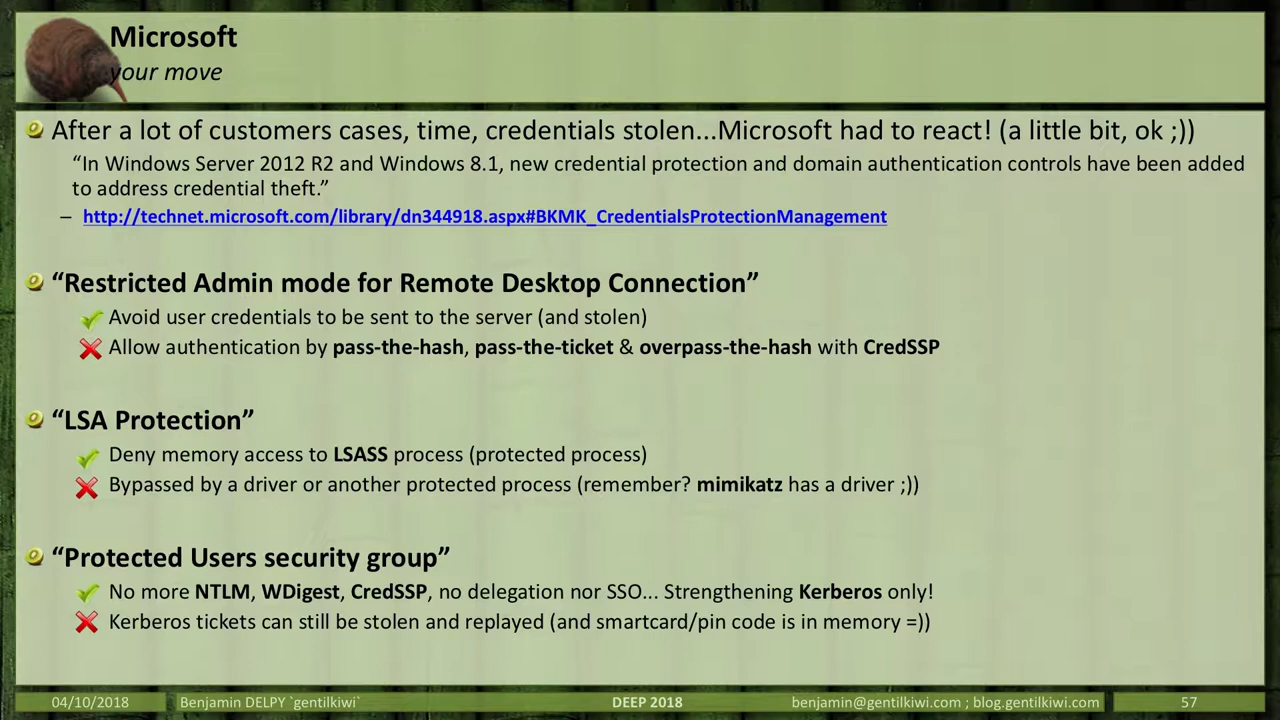 Microsoft
your move
After a lot of customers cases, time, credentials stolen...Microsoft had to react! (a little bit, ok ;))
“In Windows Server 2012 R2 and Windows 8.1, new credential protection and domain authentication controls have been added
to address credential theft.”
– http://technet.microsoft.com/library/dn344918.aspx#BKMK_CredentialsProtectionManagement
“Restricted Admin mode for Remote Desktop Connection”
Avoid user credentials to be sent to the server (and stolen)
Allow authentication by pass-the-hash, pass-the-ticket & overpass-the-hash with CredSSP
“LSA Protection”
Deny memory access to LSASS process (protected process)
Bypassed by a driver or another protected process (remember? mimikatz has a driver ;))
“Protected Users security group”
No more NTLM, WDigest, CredSSP, no delegation nor SSO... Strengthening Kerberos only!
Kerberos tickets can still be stolen and replayed (and smartcard/pin code is in memory =))
04/10/2018 Benjamin DELPY `gentilkiwi` DEEP 2018 benjamin@gentilkiwi.com ; blog.gentilkiwi.com 57